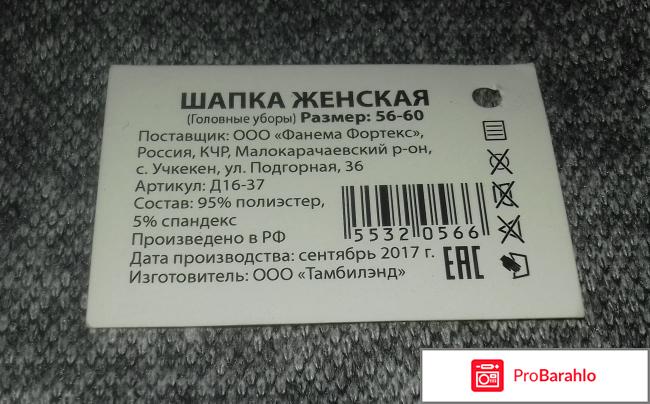 ШАПКА ЖЕНСКАЯ
(Головные уборы) Размер: 56-60
Поставщик: ООО «Фанема Фортекс»,
Россия, КЧР, Малокарачаевский р-он,
с. Учкекен, ул. Подгорная, 36
Артикул: Д16-37
Состав: 95% полиэстер,
5% спандекс
Произведено в РФ
5532 0566
Дата производства: сентябрь 2017 г.
Изготовитель: ООО «Тамбилэнд»
ЕАС
ProBarahlo